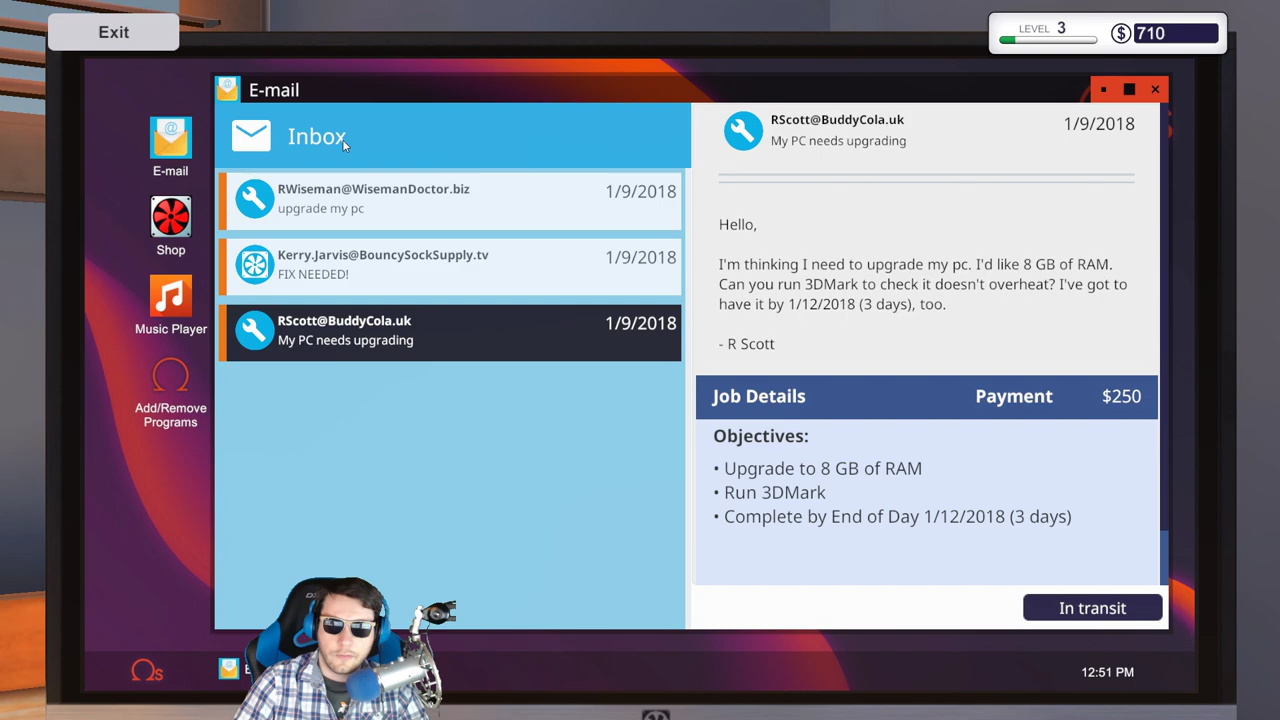 Exit
LEVEL 3
$ 710
E-mail
Inbox
RWiseman@WisemanDoctor.biz
1/9/2018
upgrade my pc
Kerry.Jarvis@BouncySockSupply.tv
1/9/2018
FIX NEEDED!
RScott@BuddyCola.uk
1/9/2018
My PC needs upgrading
RScott@BuddyCola.uk
1/9/2018
My PC needs upgrading
Hello,
I'm thinking I need to upgrade my pc. I'd like 8 GB of RAM.
Can you run 3DMark to check it doesn't overheat? I've got to
have it by 1/12/2018 (3 days), too.
- R Scott
Job Details Payment $250
Objectives:
• Upgrade to 8 GB of RAM
• Run 3DMark
• Complete by End of Day 1/12/2018 (3 days)
In transit
E-mail
Shop
Music Player
Add/Remove
Programs
Ωs
12:51 PM